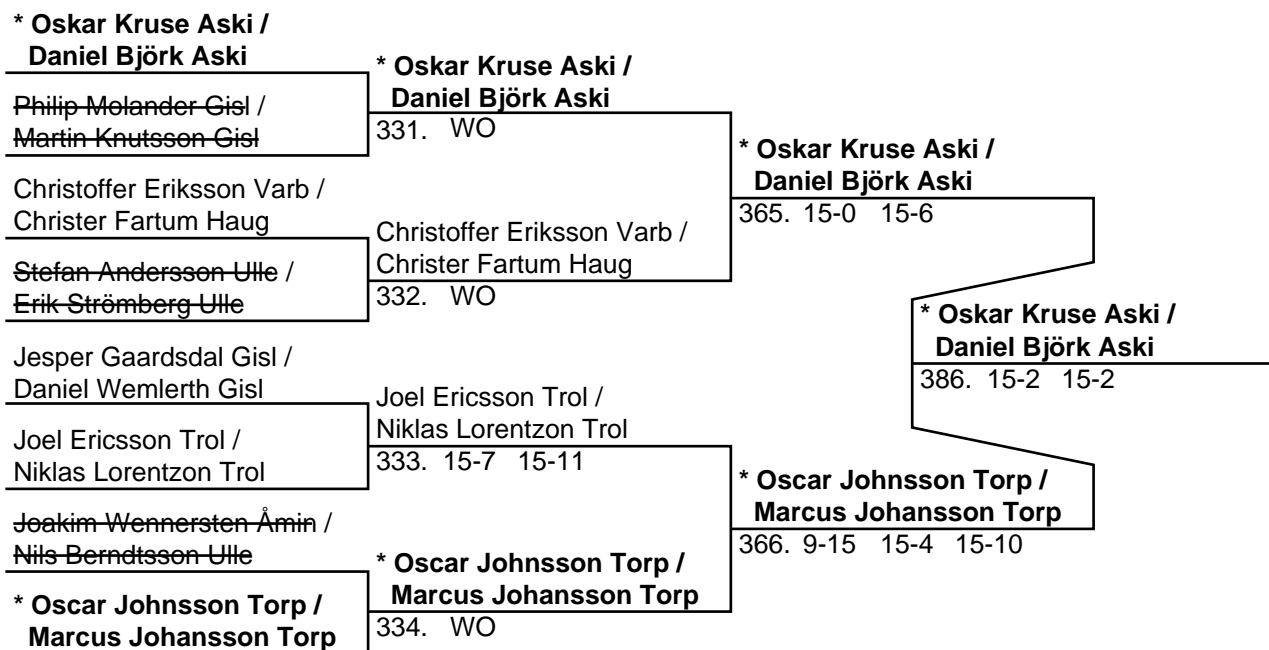 * Oskar Kruse Aski /
Daniel Björk Aski
Philip Molander Gisl /
Martin Knutsson Gisl
Christoffer Eriksson Varb /
Christer Fartum Haug
Stefan Andersson Ulle /
Erik Strömberg Ulle
Jesper Gaardsdal Gisl /
Daniel Wemlerth Gisl
Joel Ericsson Trol /
Niklas Lorentzon Trol
Joakim Wennersten Åmin /
Nils Berndtsson Ulle
* Oscar Johnsson Torp /
Marcus Johansson Torp
* Oskar Kruse Aski /
Daniel Björk Aski
331. WO
Christoffer Eriksson Varb /
Christer Fartum Haug
332. WO
Joel Ericsson Trol /
Niklas Lorentzon Trol
333. 15-7 15-11
* Oscar Johnsson Torp /
Marcus Johansson Torp
334. WO
* Oskar Kruse Aski /
Daniel Björk Aski
365. 15-0 15-6
* Oscar Johnsson Torp /
Marcus Johansson Torp
366. 9-15 15-4 15-10
* Oskar Kruse Aski /
Daniel Björk Aski
386. 15-2 15-2